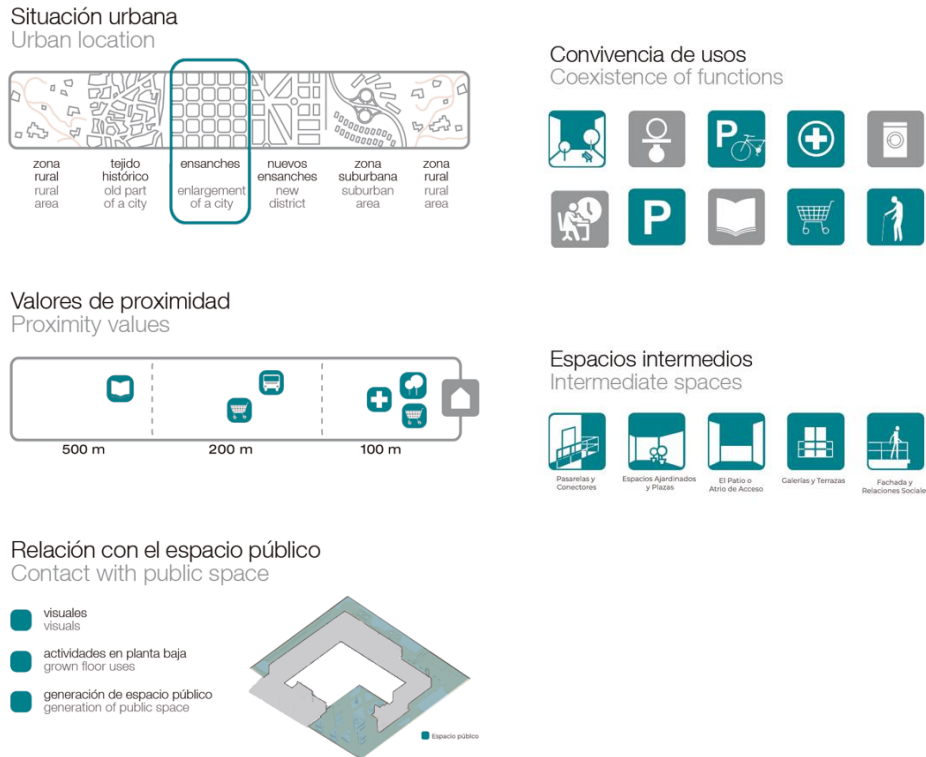 Situación urbana
Urban location
zona
rural
rural
area
tejido
histórico
old part
of a city
ensanches
enlargement
of a city
nuevos
ensanches
new
district
zona
suburbana
suburban
area
zona
rural
rural
area
Convivencia de usos
Coexistence of functions
P
P
Valores de proximidad
Proximity values
500 m
200 m
100 m
Espacios intermedios
Intermediate spaces
Pasarelas y
Conectores
Espacios Ajardinados
y Plazas
El Patio o
Atrio de Acceso
Galerías y Terrazas
Fachada y
Relaciones Sociale
Relación con el espacio público
Contact with public space
visuales
visuals
actividades en planta baja
grown floor uses
generación de espacio público
generation of public space
Espacio público